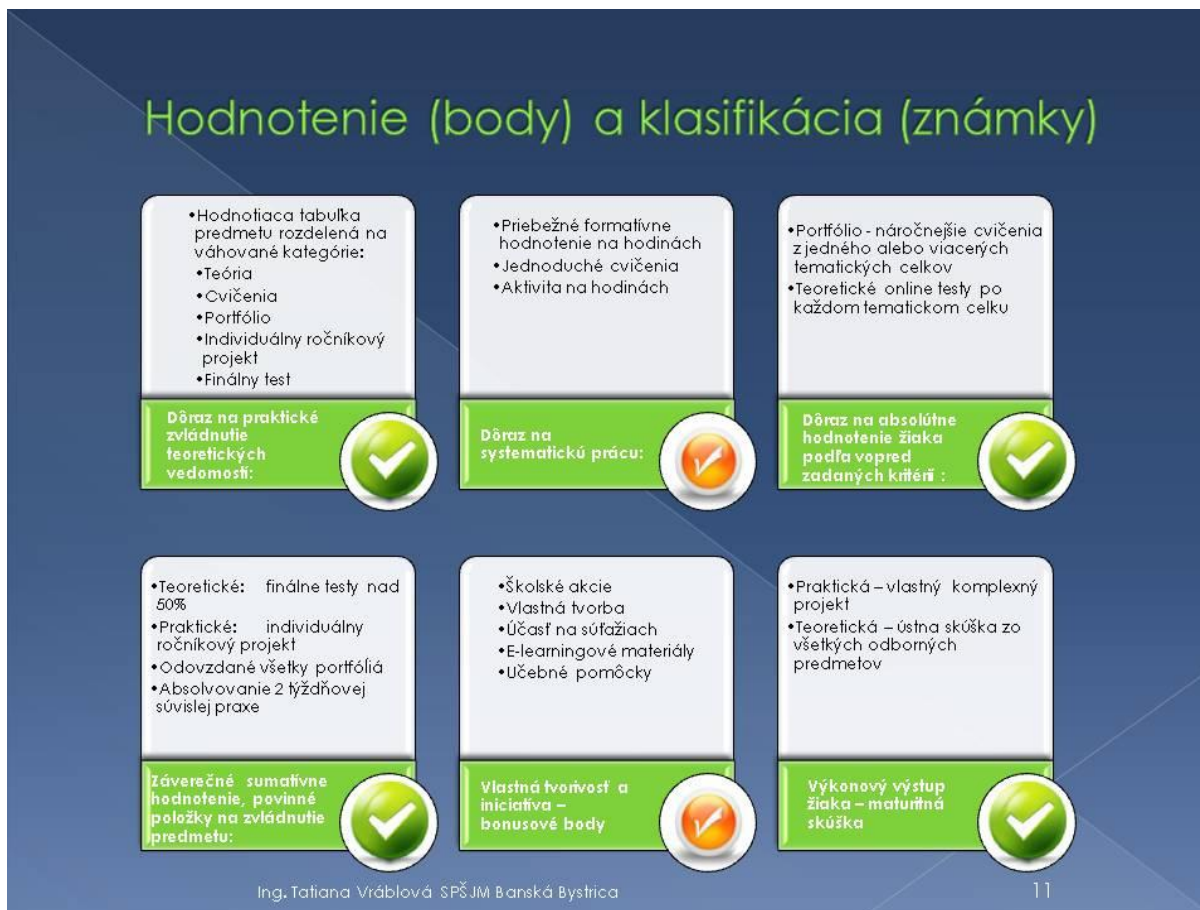 Hodnotenie (body) a klasifikácia (známky)
•Hodnotiaca tabuľka
predmetu rozdelená na
váhované kategórie:
•Teória
•Cvičenia
•Portfólio
•Individuálny ročníkový
projekt
•Finálny test
Dôraz na praktické
zvládnutie
teoretických
vedomostí:
•Priebežné formatívne
hodnotenie na hodinách
•Jednoduché cvičenia
•Aktivita na hodinách
Dôraz na
systematickú prácu:
•Portfólio - náročnejšie cvičenia
z jedného alebo viacerých
tematických celkov
•Teoretické online testy po
každom tematickom celku
Dôraz na absolútne
hodnotenie žiaka
podľa vopred
zadaných kritérií :
•Teoretické: finálne testy nad
50%
•Praktické: individuálny
ročníkový projekt
•Odovzdané všetky portfóliá
•Absolvovanie 2 týždňovej
súvislej praxe
Záverečné sumatívne
hodnotenie, povinné
položky na zvládnutie
predmetu:
•Školské akcie
•Vlastná tvorba
•Účasť na súťažiach
•E-learningové materiály
•Učebné pomôcky
Vlastná tvorivosť a
iniciatíva –
bonusové body
•Praktická – vlastný komplexný
projekt
•Teoretická – ústna skúška zo
všetkých odborných
predmetov
Výkonový výstup
žiaka – maturitná
skúška
Ing. Tatiana Vráblová SPŠJM Banská Bystrica
11